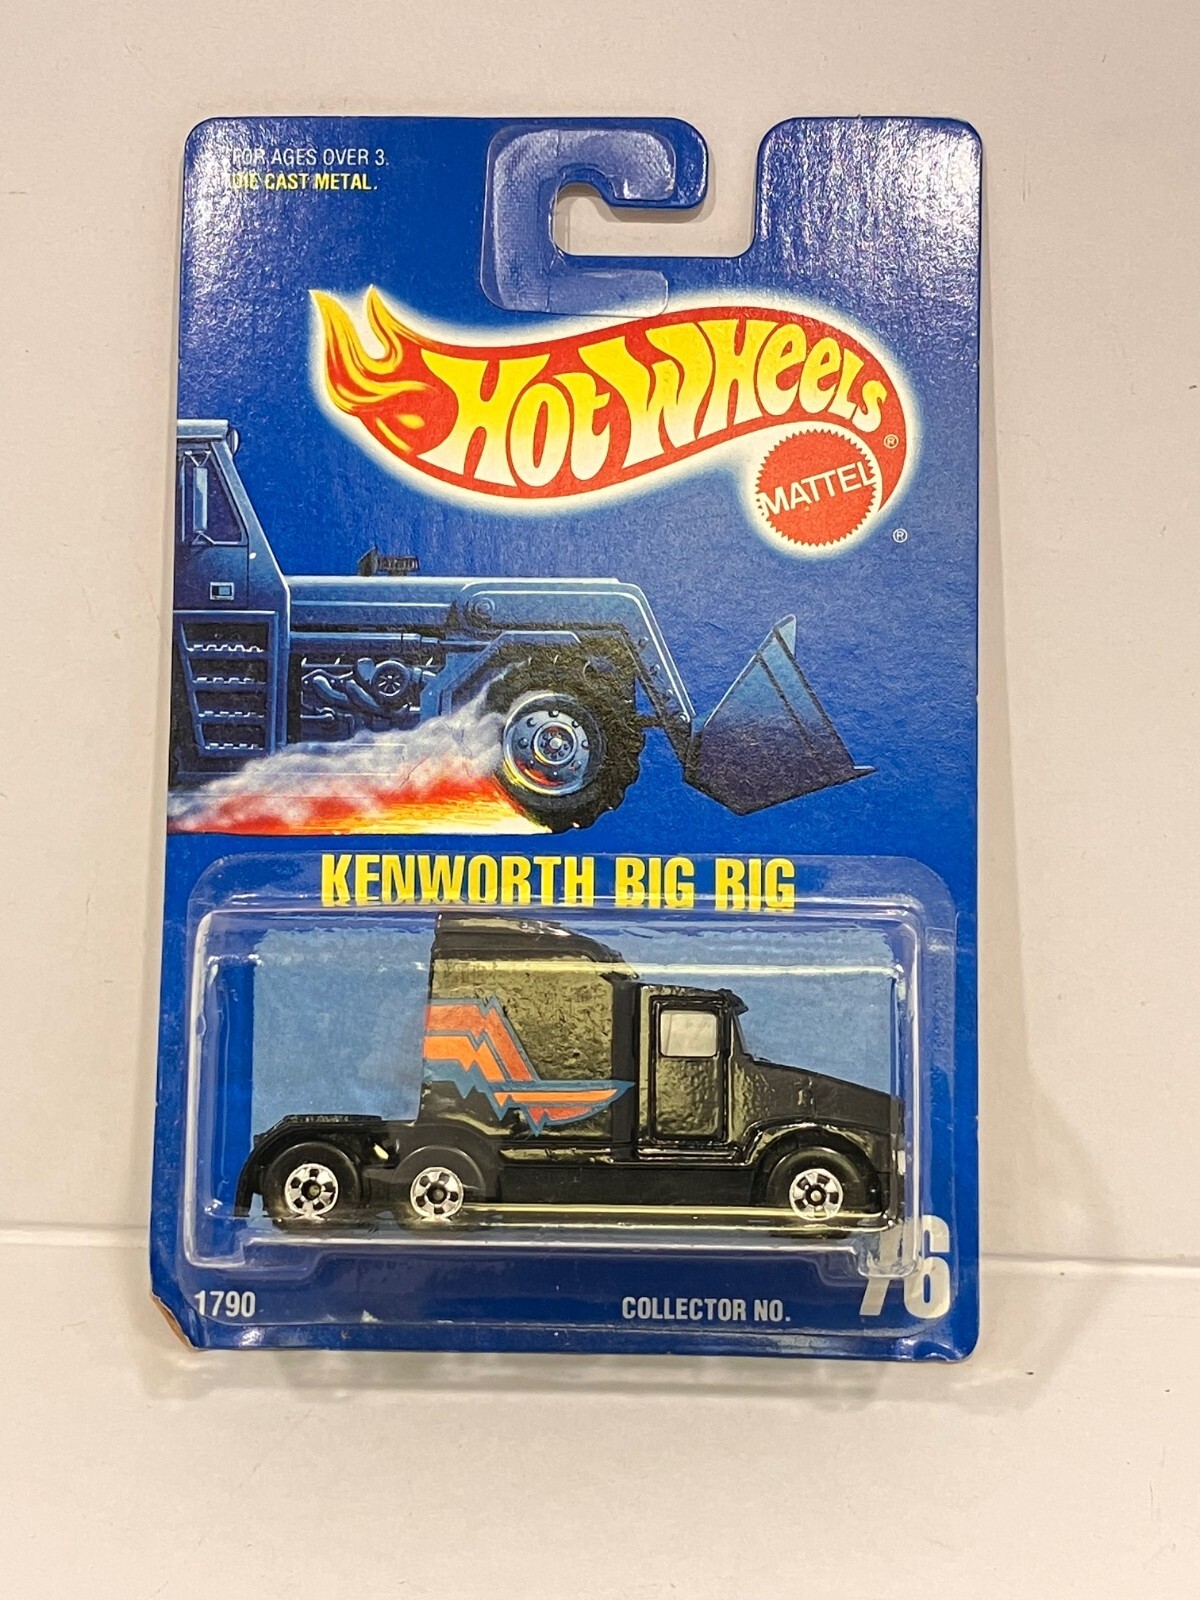 FOR AGES OVER 3.
DIE CAST METAL.
HOT WHEELS®
MATTEL
®
KENWORTH BIG RIG
1790
COLLECTOR NO.
76